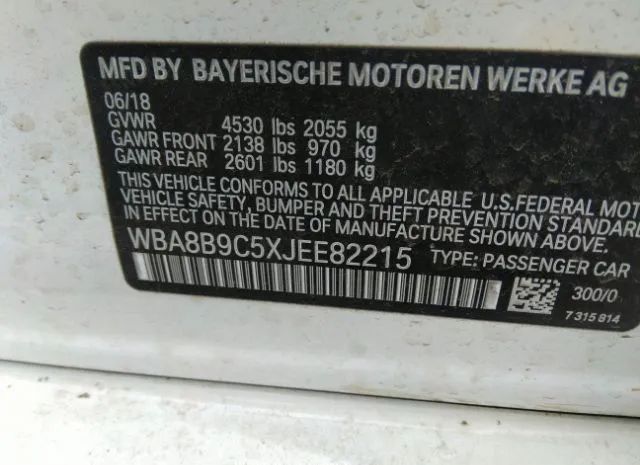 MFD BY BAYERISCHE MOTOREN WERKE AG
06/18
GVWR 4530 lbs 2055 kg
GAWR FRONT 2138 lbs 970 kg
GAWR REAR 2601 lbs 1180 kg
THIS VEHICLE CONFORMS TO ALL APPLICABLE U.S.FEDERAL MOT
VEHICLE SAFETY, BUMPER, AND THEFT PREVENTION STANDARDS
IN EFFECT ON THE DATE OF MANUFACTURE SHOWN ABOVE.
WBA8B9C5XJEE82215 TYPE: PASSENGER CAR
300/0
7 315 814